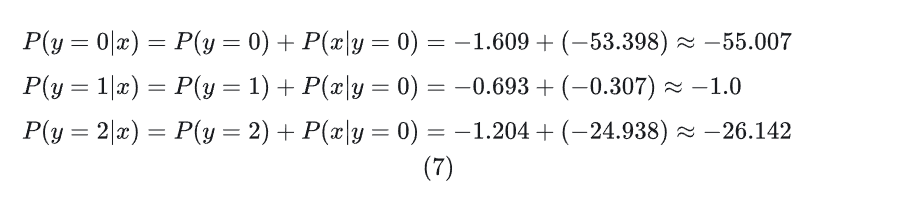 P(y = 0|x) = P(y = 0) + P(x|y = 0) = −1.609 + (−53.398) ≈ −55.007
P(y = 1|x) = P(y = 1) + P(x|y = 0) = −0.693 + (−0.307) ≈ −1.0
P(y = 2|x) = P(y = 2) + P(x|y = 0) = −1.204 + (−24.938) ≈ −26.142
(7)